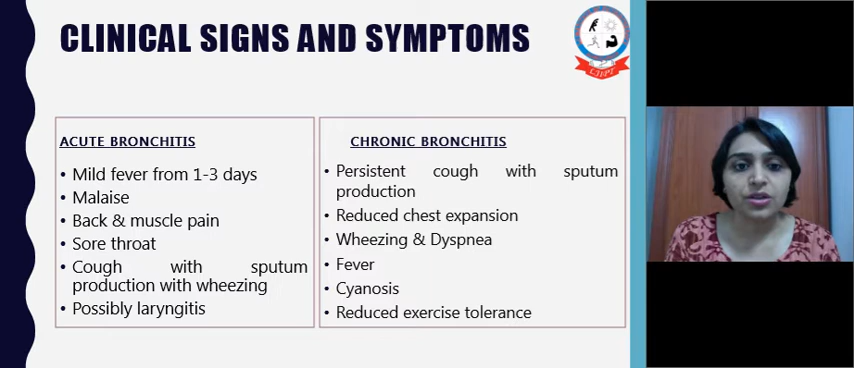 CLINICAL SIGNS AND SYMPTOMS
ACUTE BRONCHITIS
• Mild fever from 1-3 days
• Malaise
• Back & muscle pain
• Sore throat
• Cough with sputum
production with wheezing
• Possibly laryngitis
CHRONIC BRONCHITIS
• Persistent cough with sputum
production
• Reduced chest expansion
• Wheezing & Dyspnea
• Fever
• Cyanosis
• Reduced exercise tolerance